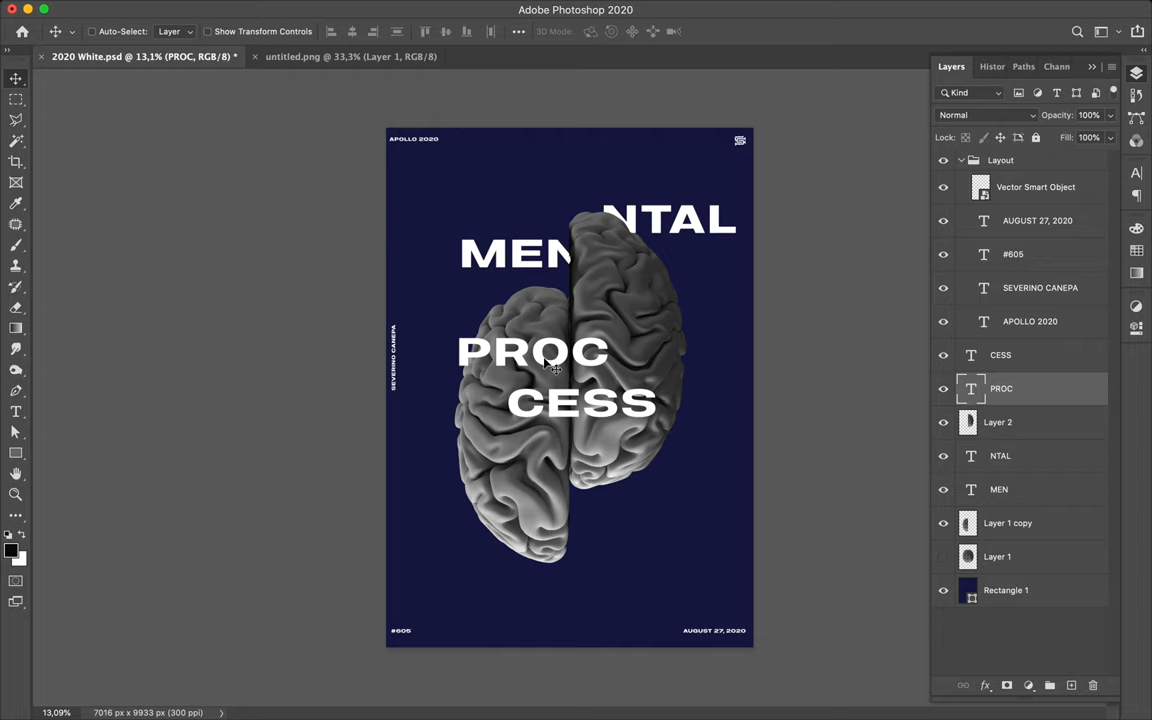 Adobe Photoshop 2020
Auto-Select: Layer Show Transform Controls 3D Mode:
2020 White.psd @ 13,1% (PROC, RGB/8) * untitled.png @ 33,3% (Layer 1, RGB/8)
Layers Histor Paths Chann
Kind
Normal Opacity: 100%
Lock: Fill: 100%
Layout
Vector Smart Object
AUGUST 27, 2020
#605
SEVERINO CANEPA
APOLLO 2020
CESS
PROC
Layer 2
NTAL
MEN
Layer 1 copy
Layer 1
Rectangle 1
APOLLO 2020
NTAL
MEN
PROC
CESS
SEVERINO CANEPA
#605 AUGUST 27, 2020
13,09% 7016 px x 9933 px (300 ppi)